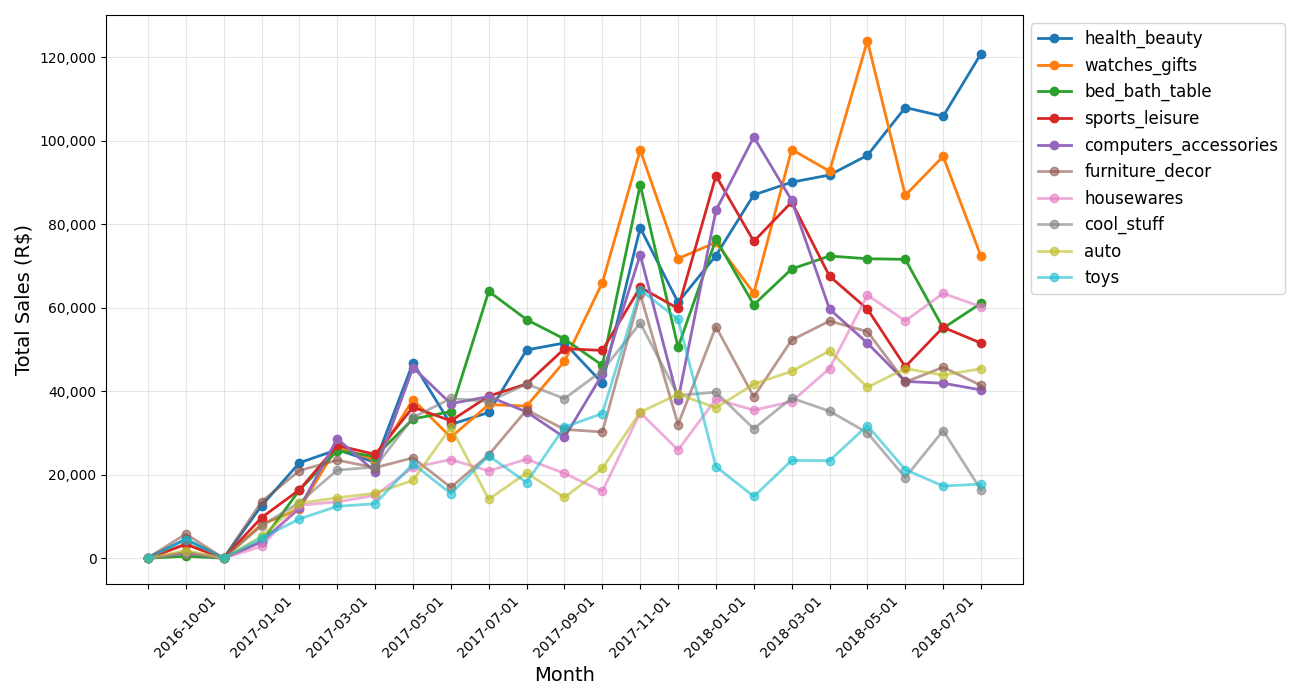 120,000
100,000
80,000
60,000
40,000
20,000
0
Total Sales (R$)
2016-10-01
2017-01-01
2017-03-01
2017-05-01
2017-07-01
2017-09-01
2017-11-01
2018-01-01
2018-03-01
2018-05-01
2018-07-01
Month
health_beauty
watches_gifts
bed_bath_table
sports_leisure
computers_accessories
furniture_decor
housewares
cool_stuff
auto
toys